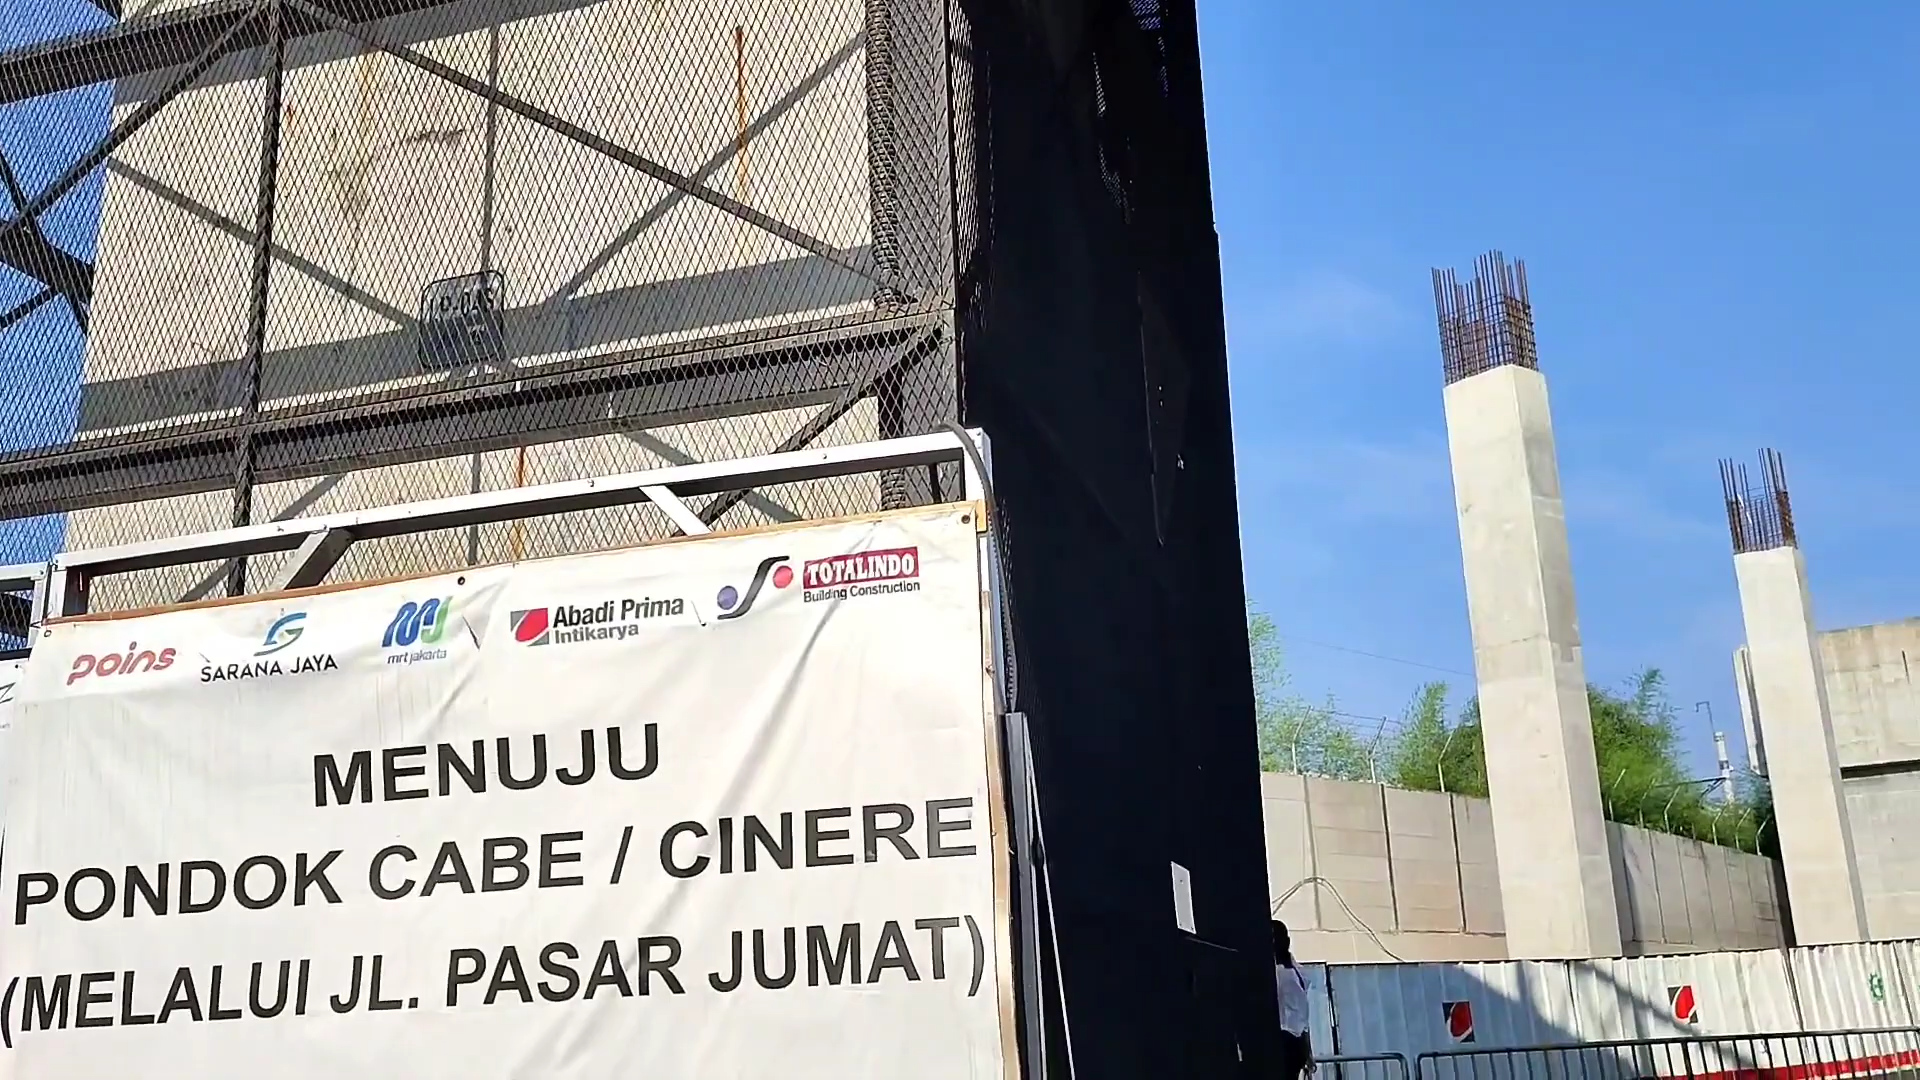 poins
SARANA JAYA
mrt jakarta
Abadi Prima
Intikarya
TOTALINDO
Building Construction
MENUJU
PONDOK CABE / CINERE
(MELALUI JL. PASAR JUMAT)